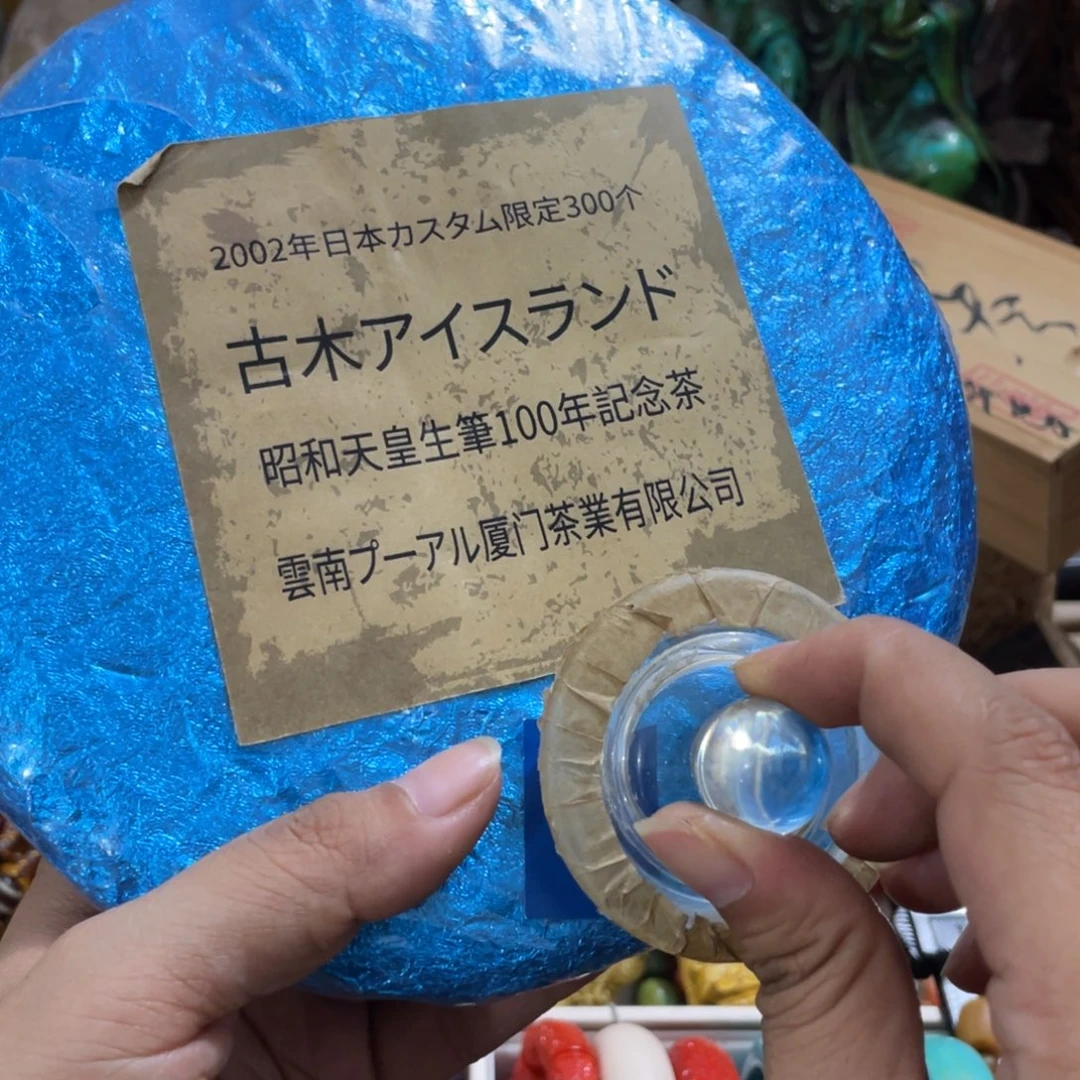 2002年日本カスタム限定300个
古木アイスランド
昭和天皇生筆100年記念茶
雲南プーアル厦门茶業有限公司